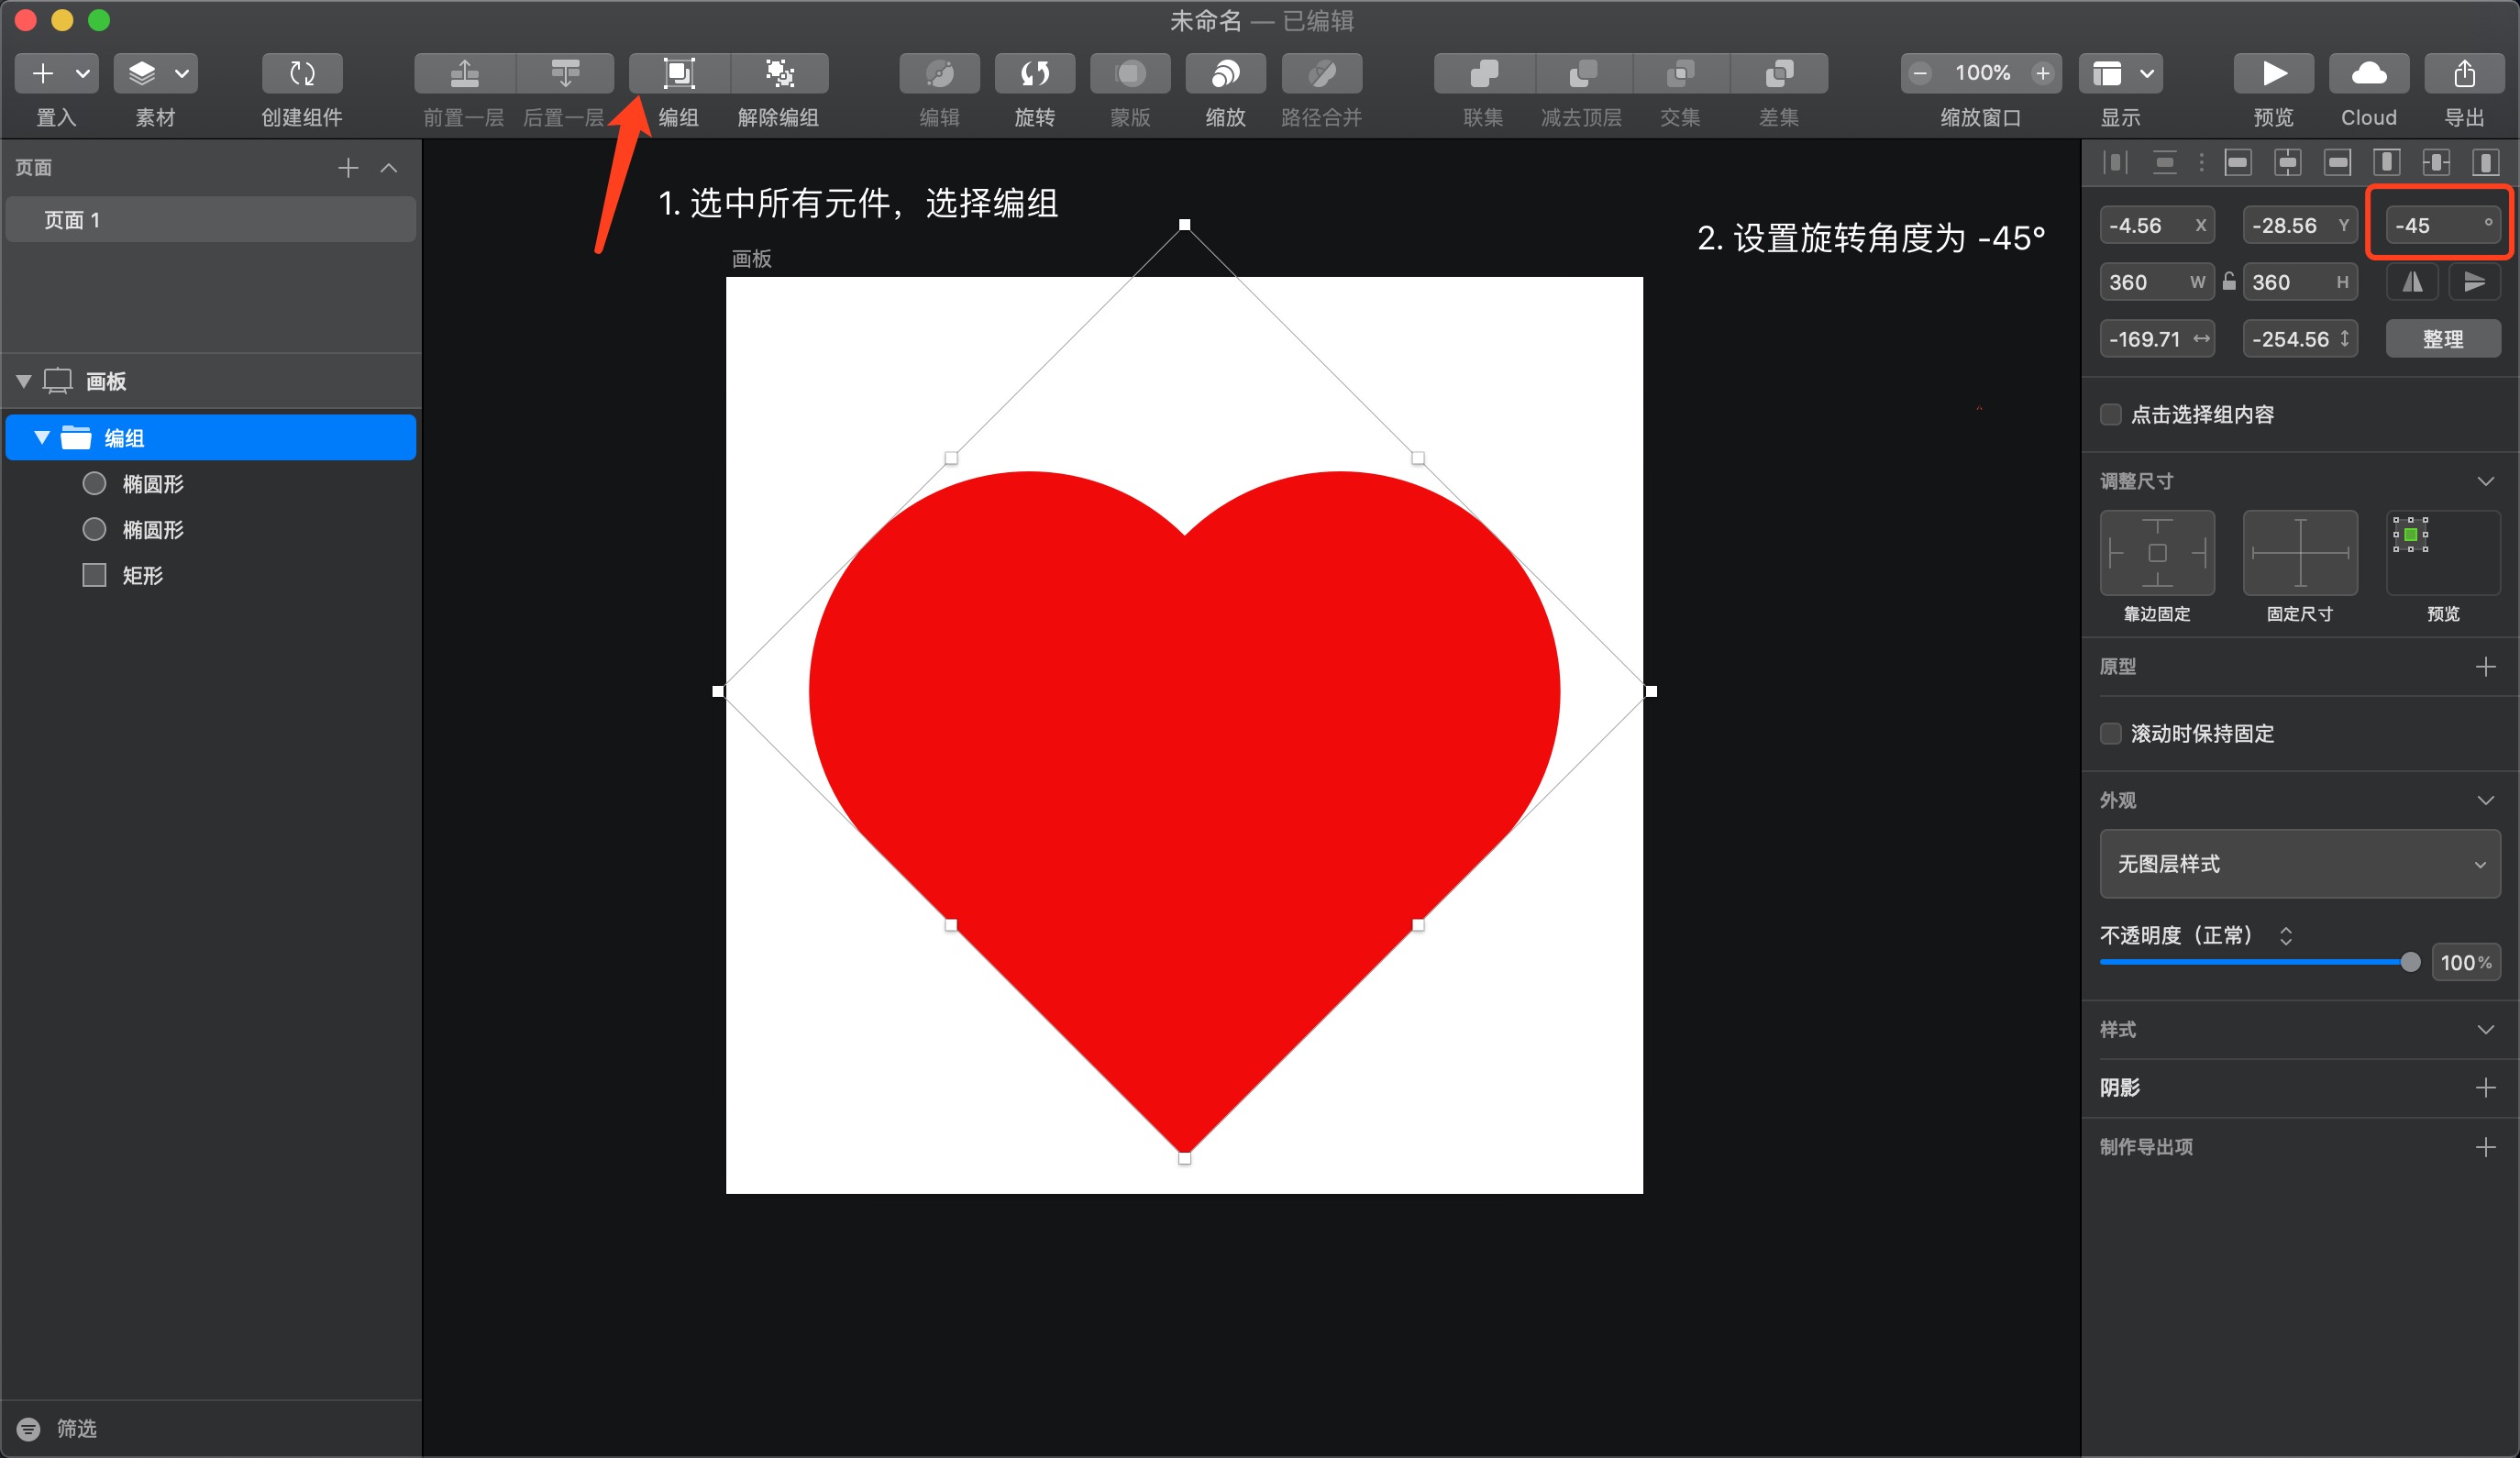 未命名 — 已编辑
100%
置入 素材 创建组件 前置一层 后置一层 编组 解除编组 编辑 旋转 蒙版 缩放 路径合并 联集 减去顶层 交集 差集 缩放窗口 显示 预览 Cloud 导出
页面
页面 1
画板
编组
椭圆形
椭圆形
矩形
筛选
1. 选中所有元件，选择编组
2. 设置旋转角度为 -45°
画板
-4.56 X -28.56 Y -45 °
360 W 360 H
-169.71 -254.56 整理
点击选择组内容
调整尺寸
靠边固定 固定尺寸 预览
原型
滚动时保持固定
外观
无图层样式
不透明度（正常）
100%
样式
阴影
制作导出项